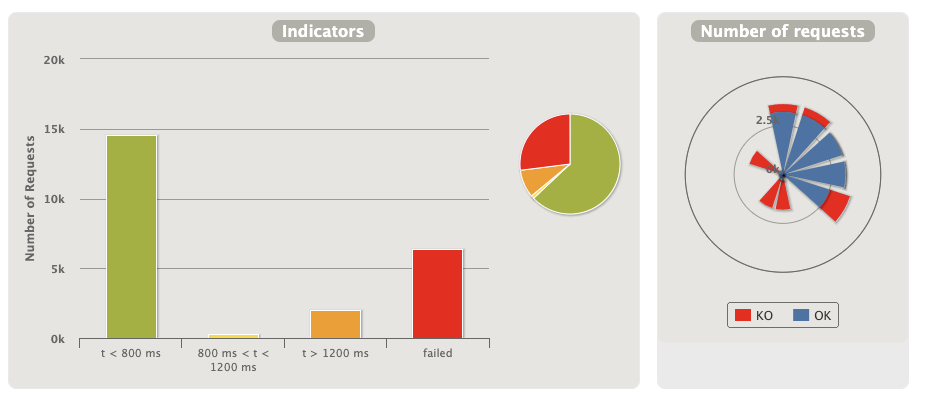 Indicators
20k
15k
10k
5k
0k
Number of Requests
t < 800 ms
800 ms < t <
1200 ms
t > 1200 ms
failed
Number of requests
2.5k
0k
KO
OK